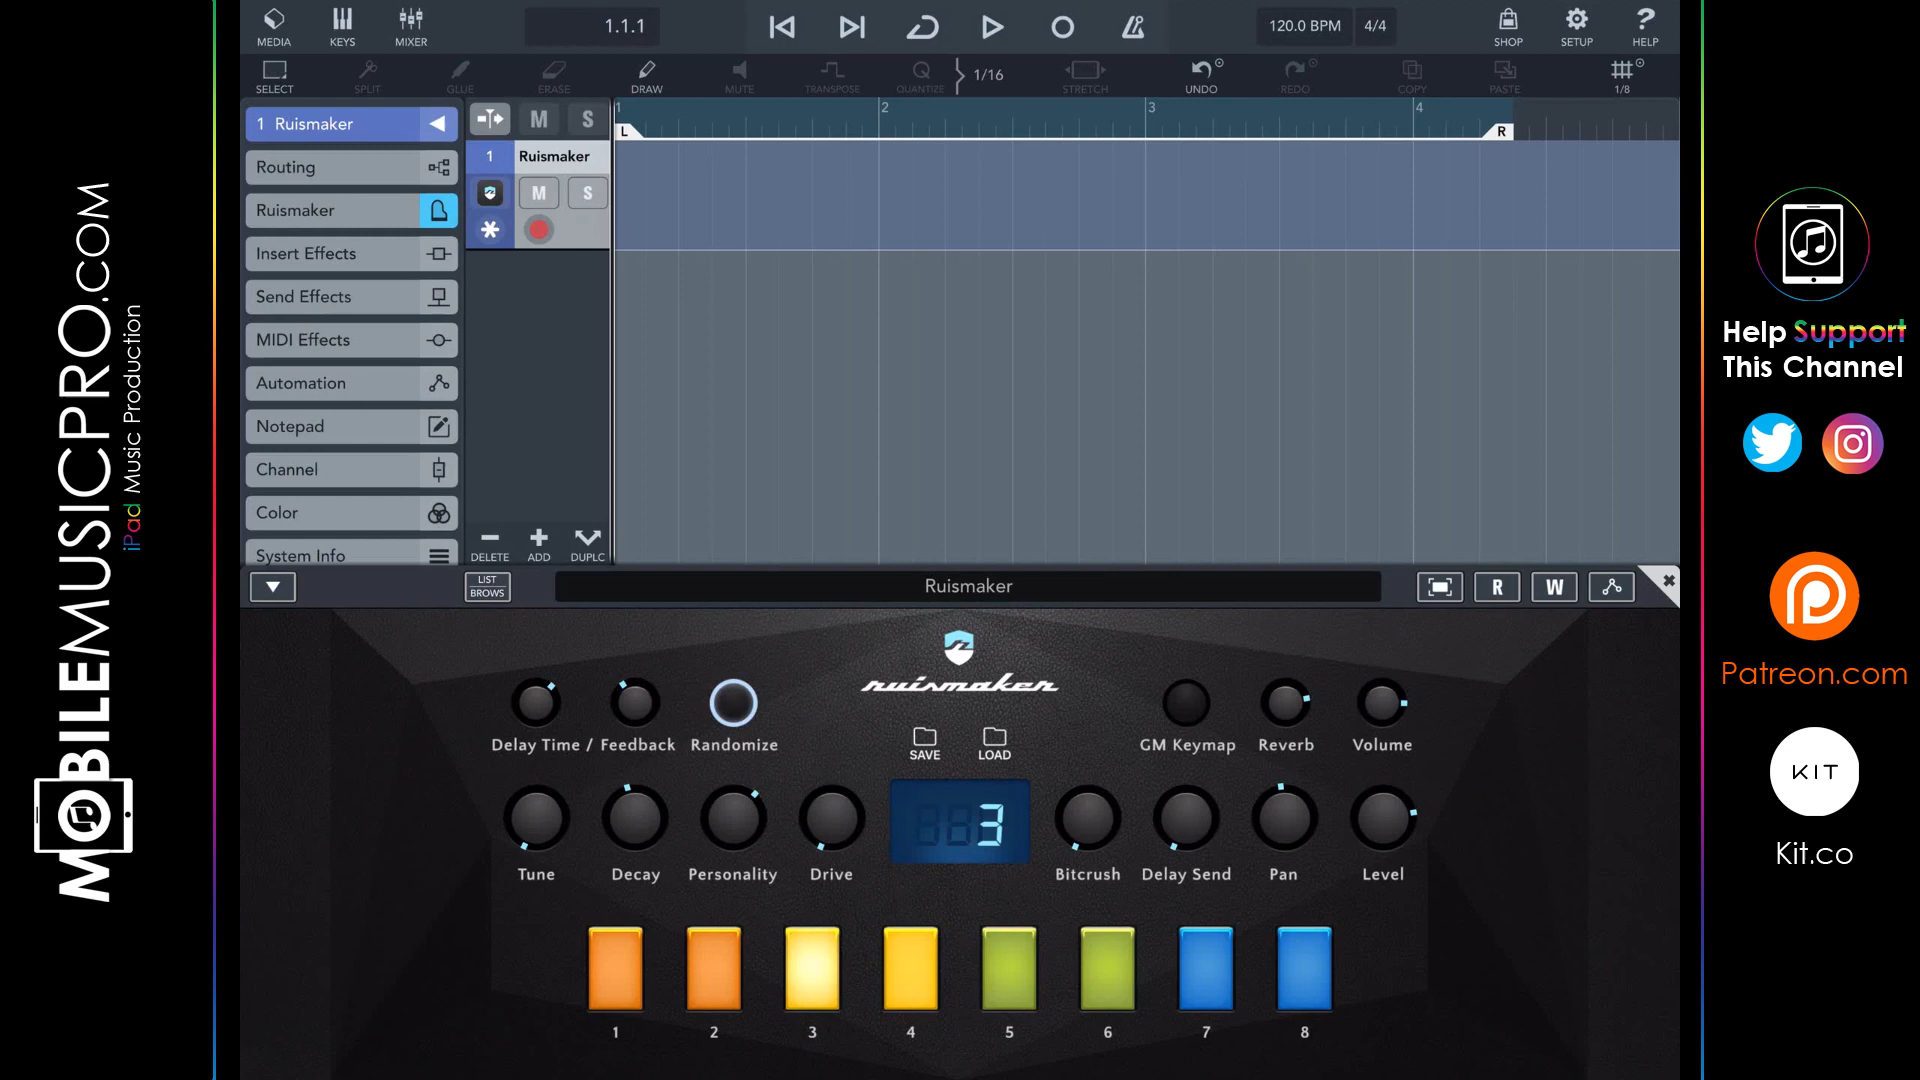 MOBILEMUSICPRO.COM
iPad Music Production
MEDIA
KEYS
MIXER
1.1.1
120.0 BPM
4/4
SHOP
SETUP
HELP
SELECT
SPLIT
GLUE
ERASE
DRAW
MUTE
TRANSPOSE
Q
QUANTIZE
1/16
STRETCH
UNDO
REDO
COPY
PASTE
1/8
1 Ruismaker
Routing
Ruismaker
Insert Effects
Send Effects
MIDI Effects
Automation
Notepad
Channel
Color
System Info
M
S
1
Ruismaker
M
S
DELETE
ADD
DUPLC
1
2
3
4
L
R
LIST
BROWS
Ruismaker
R
W
ruismaker
Delay Time / Feedback
Randomize
SAVE
LOAD
GM Keymap
Reverb
Volume
3
Tune
Decay
Personality
Drive
Bitcrush
Delay Send
Pan
Level
1
2
3
4
5
6
7
8
Help Support
This Channel
Patreon.com
KIT
Kit.co